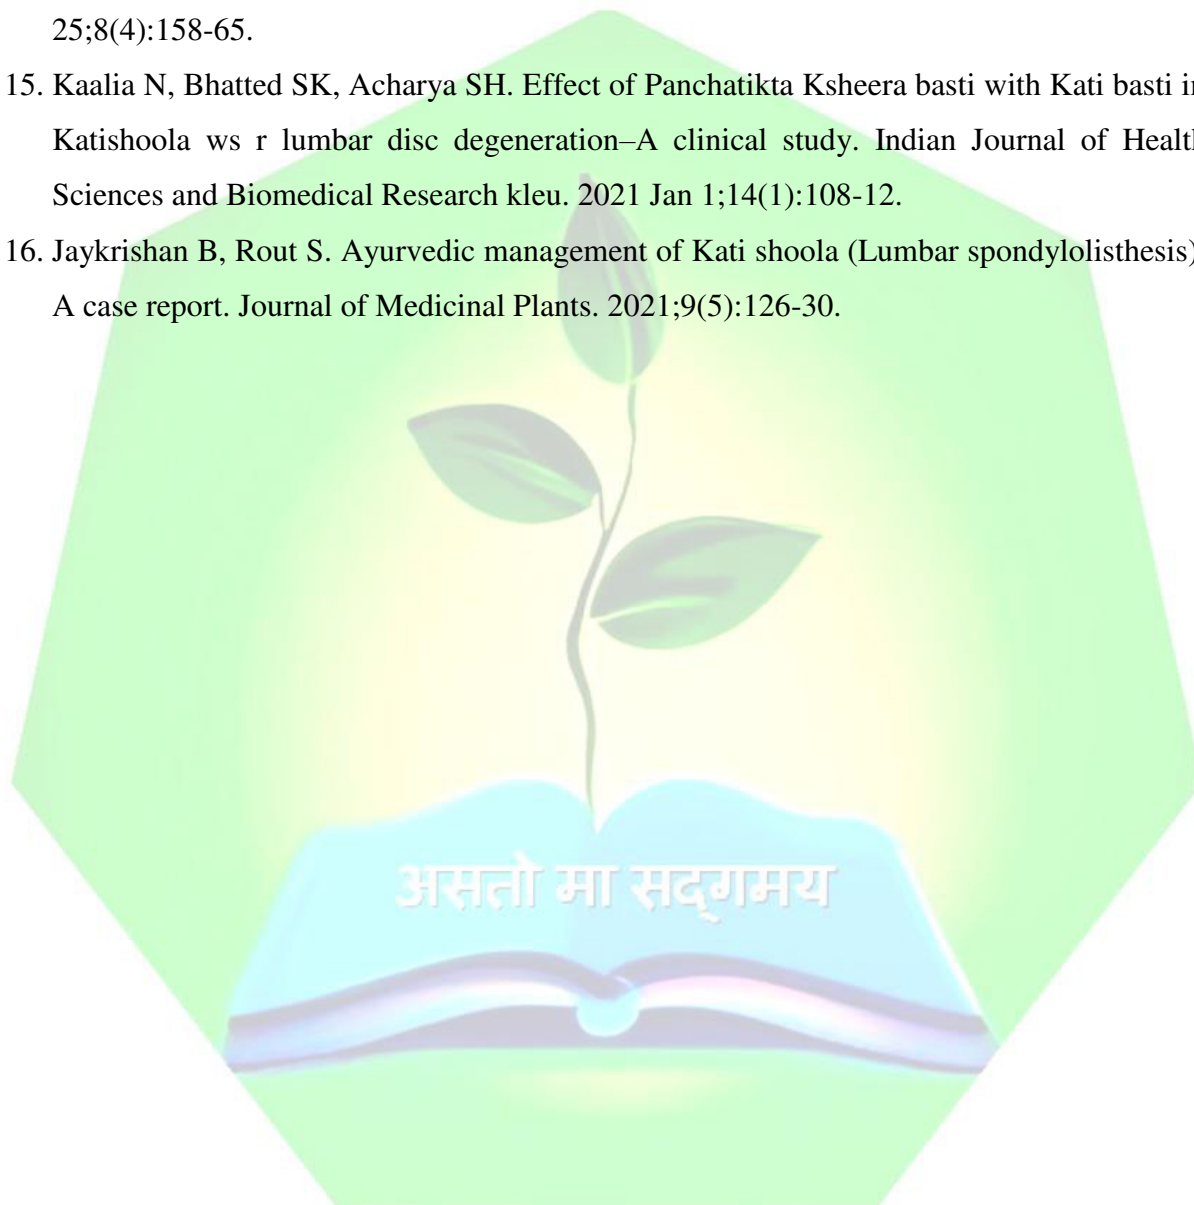 25;8(4):158-65.
15. Kaalia N, Bhatted SK, Acharya SH. Effect of Panchatikta Ksheera basti with Kati basti in
Katishoola ws r lumbar disc degeneration–A clinical study. Indian Journal of Health
Sciences and Biomedical Research kleu. 2021 Jan 1;14(1):108-12.
16. Jaykrishan B, Rout S. Ayurvedic management of Kati shoola (Lumbar spondylolisthesis)
A case report. Journal of Medicinal Plants. 2021;9(5):126-30.
असतो मा सद्गमय